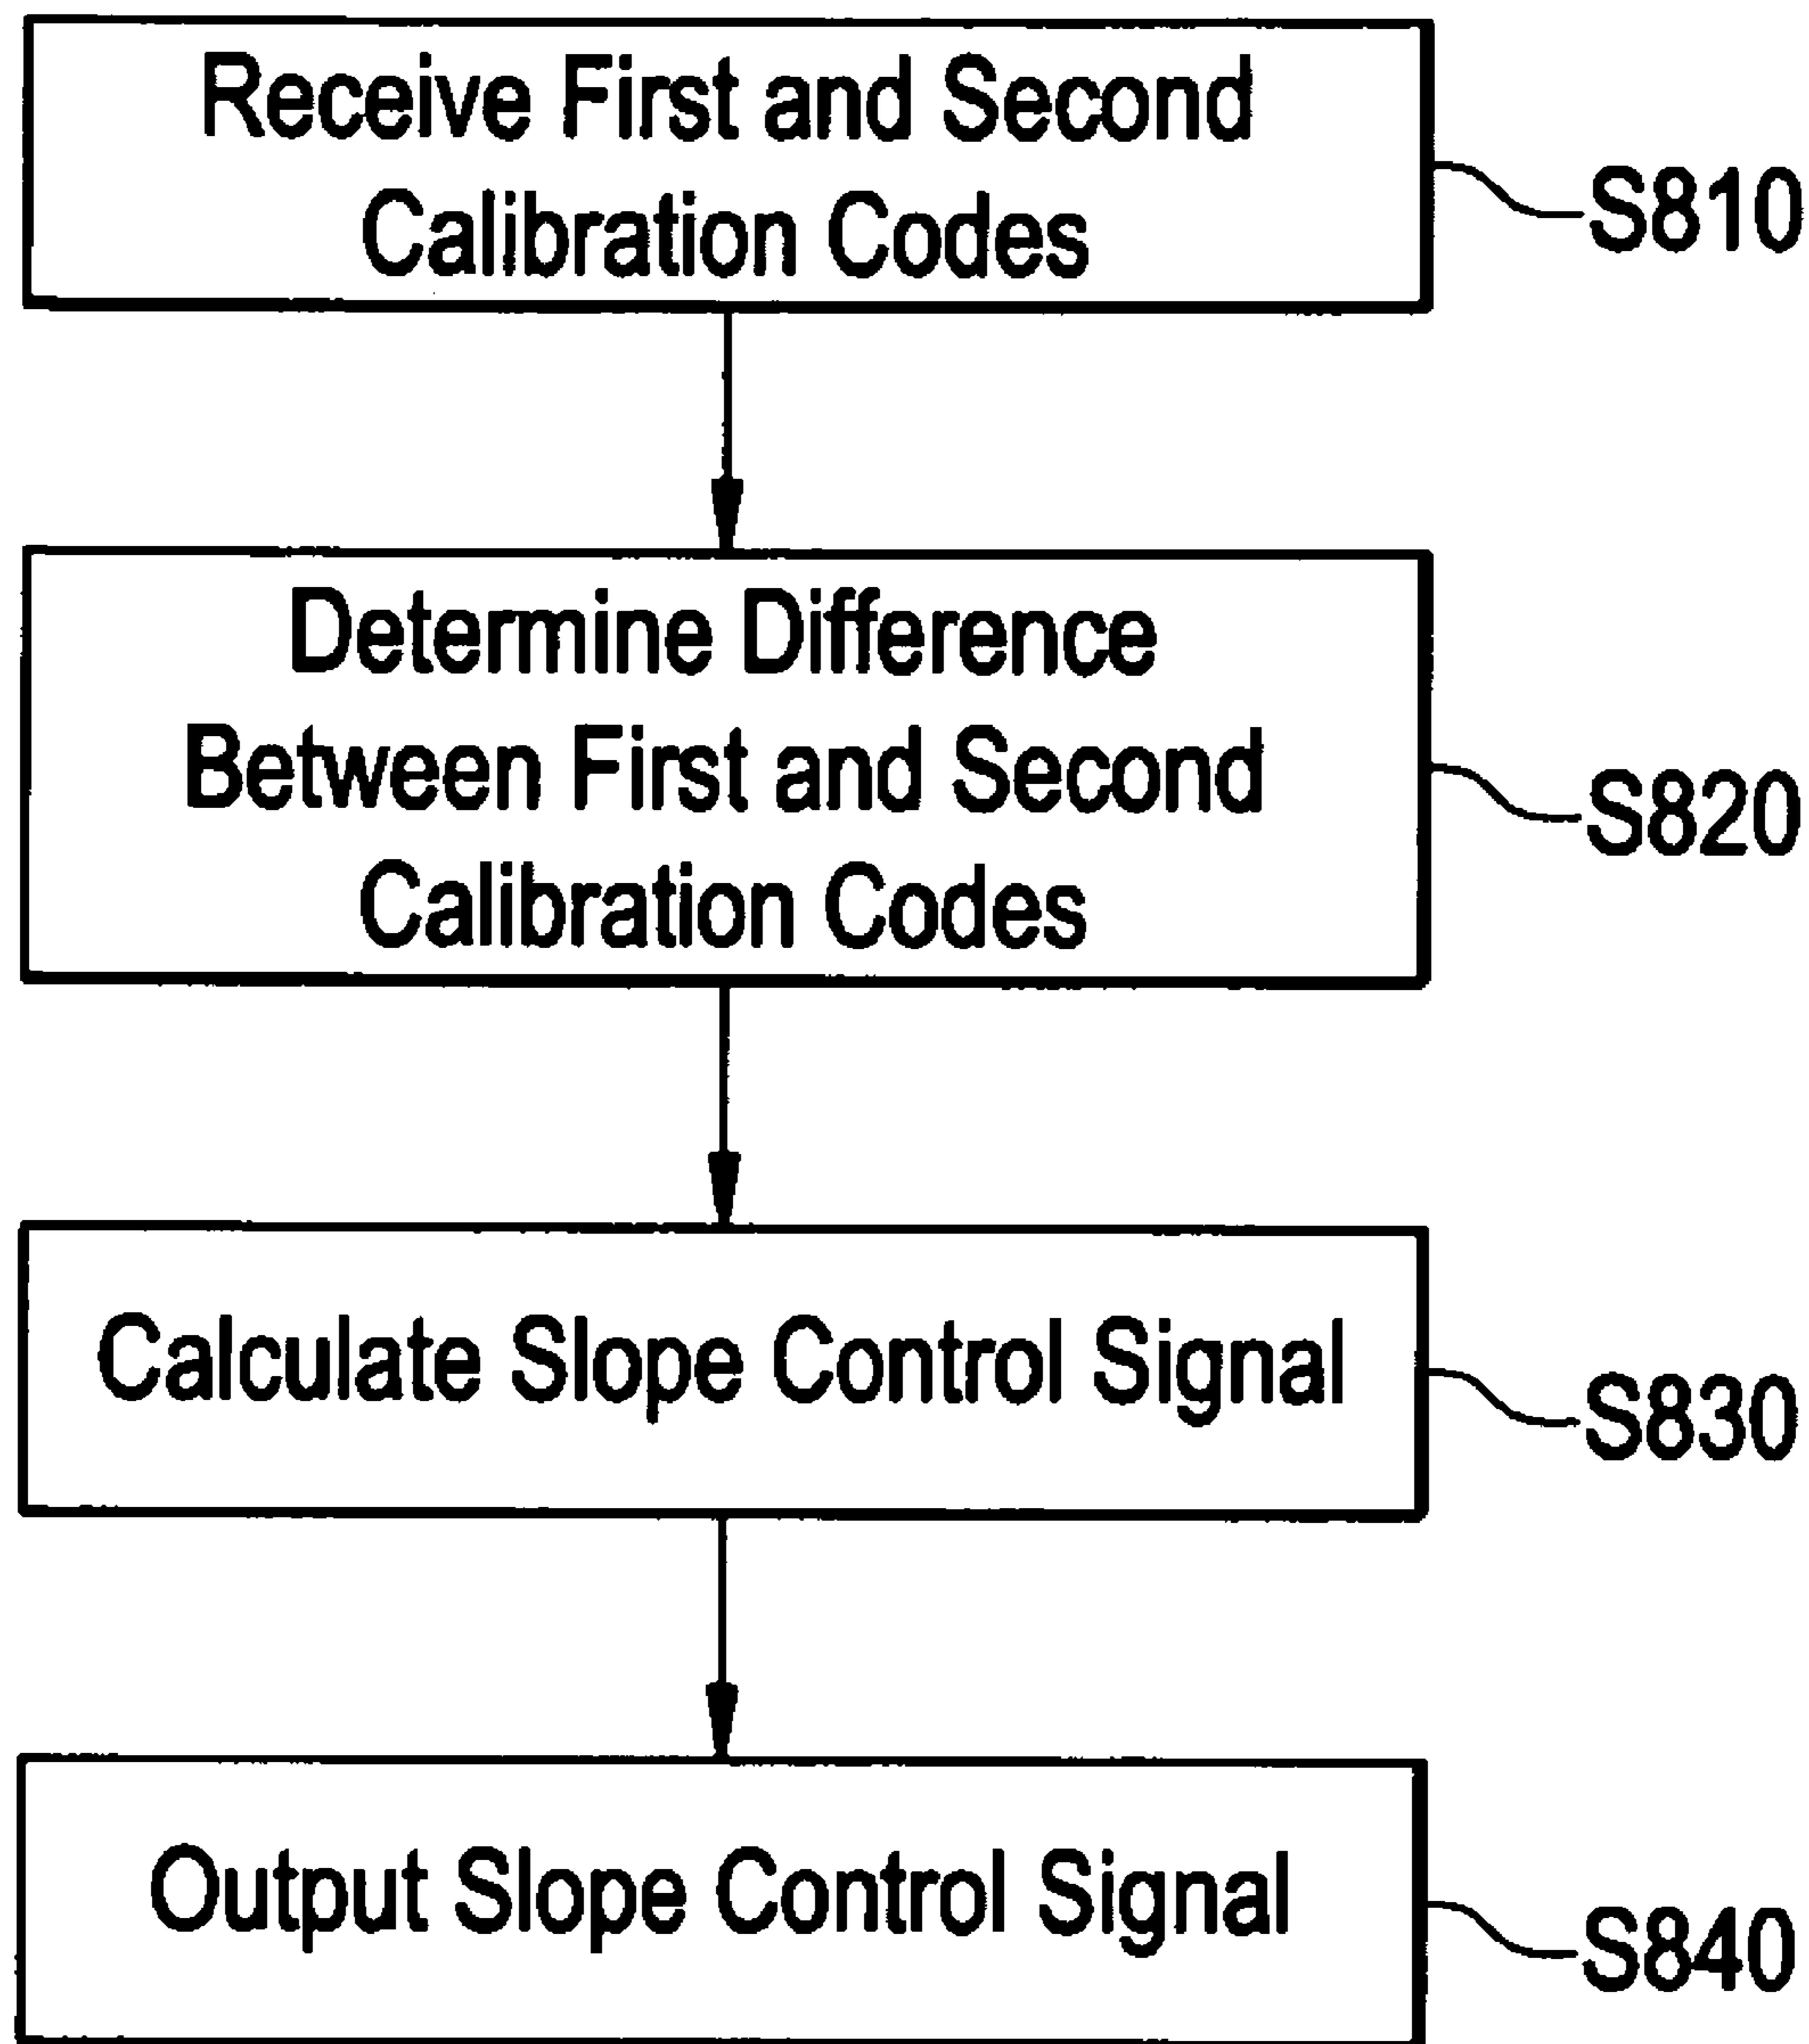 Receive First and Second
Calibration Codes
S810
Determine Difference
Between First and Second
Calibration Codes
S820
Calculate Slope Control Signal
S830
Output Slope Control Signal
S840